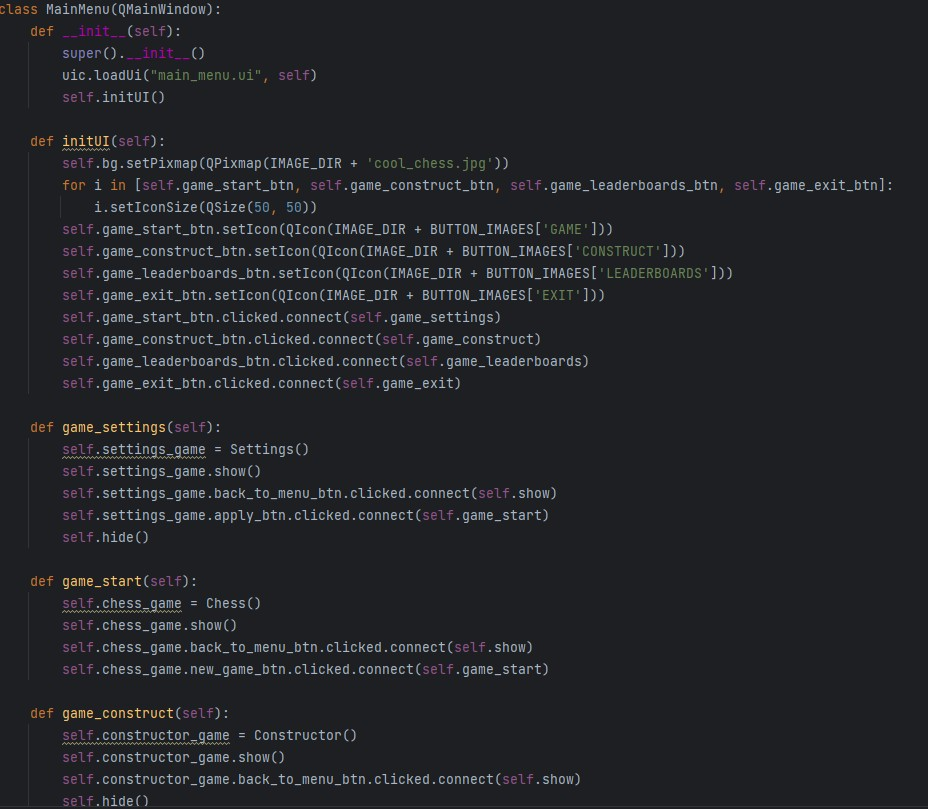 class MainMenu(QMainWindow):
    def __init__(self):
        super().__init__()
        uic.loadUi("main_menu.ui", self)
        self.initUI()

    def initUI(self):
        self.bg.setPixmap(QPixmap(IMAGE_DIR + 'cool_chess.jpg'))
        for i in [self.game_start_btn, self.game_construct_btn, self.game_leaderboards_btn, self.game_exit_btn]:
            i.setIconSize(QSize(50, 50))
        self.game_start_btn.setIcon(QIcon(IMAGE_DIR + BUTTON_IMAGES['GAME']))
        self.game_construct_btn.setIcon(QIcon(IMAGE_DIR + BUTTON_IMAGES['CONSTRUCT']))
        self.game_leaderboards_btn.setIcon(QIcon(IMAGE_DIR + BUTTON_IMAGES['LEADERBOARDS']))
        self.game_exit_btn.setIcon(QIcon(IMAGE_DIR + BUTTON_IMAGES['EXIT']))
        self.game_start_btn.clicked.connect(self.game_settings)
        self.game_construct_btn.clicked.connect(self.game_construct)
        self.game_leaderboards_btn.clicked.connect(self.game_leaderboards)
        self.game_exit_btn.clicked.connect(self.game_exit)

    def game_settings(self):
        self.settings_game = Settings()
        self.settings_game.show()
        self.settings_game.back_to_menu_btn.clicked.connect(self.show)
        self.settings_game.apply_btn.clicked.connect(self.game_start)
        self.hide()

    def game_start(self):
        self.chess_game = Chess()
        self.chess_game.show()
        self.chess_game.back_to_menu_btn.clicked.connect(self.show)
        self.chess_game.new_game_btn.clicked.connect(self.game_start)

    def game_construct(self):
        self.constructor_game = Constructor()
        self.constructor_game.show()
        self.constructor_game.back_to_menu_btn.clicked.connect(self.show)
        self.hide()